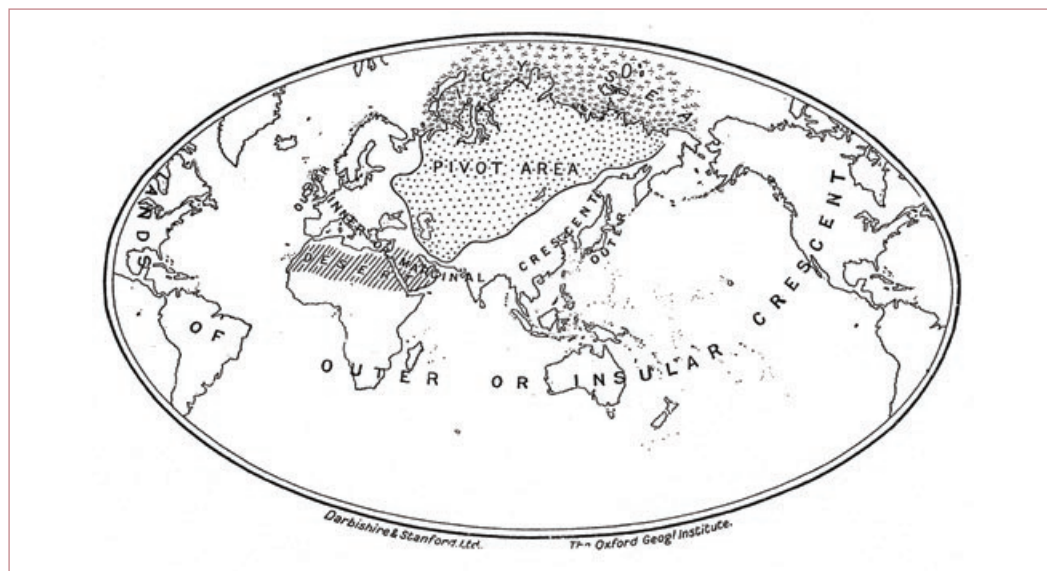 ICY SEA
PIVOT AREA
OUTER
INNER OR MARGINAL CRESCENT
OUTER
DESERT
LANDS OF OUTER OR INSULAR CRESCENT
Darbishire & Stanford. Ltd.
The Oxford Geogl Institute.